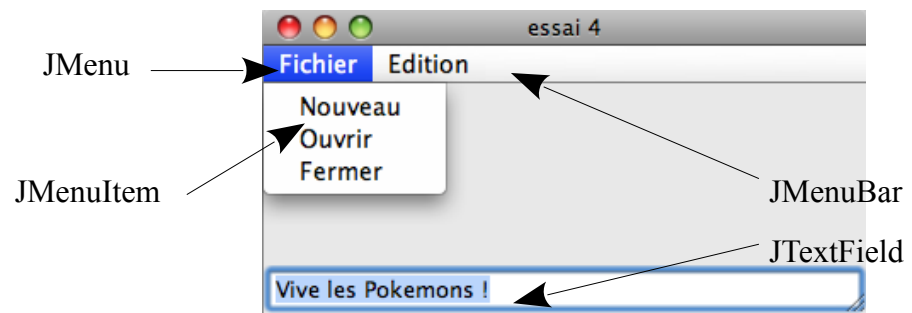 essai 4
JMenu
Fichier Edition
Nouveau
Ouvrir
Fermer
JMenuItem
JMenuBar
JTextField
Vive les Pokemons !